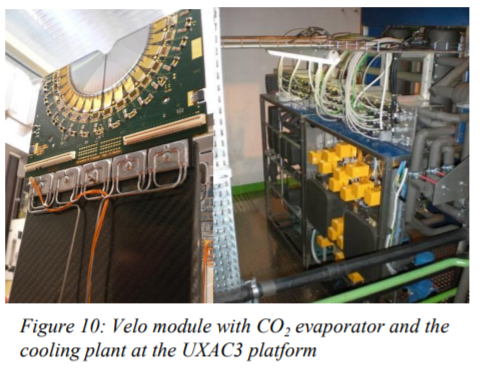 Figure 10: Velo module with CO₂ evaporator and the
cooling plant at the UXAC3 platform